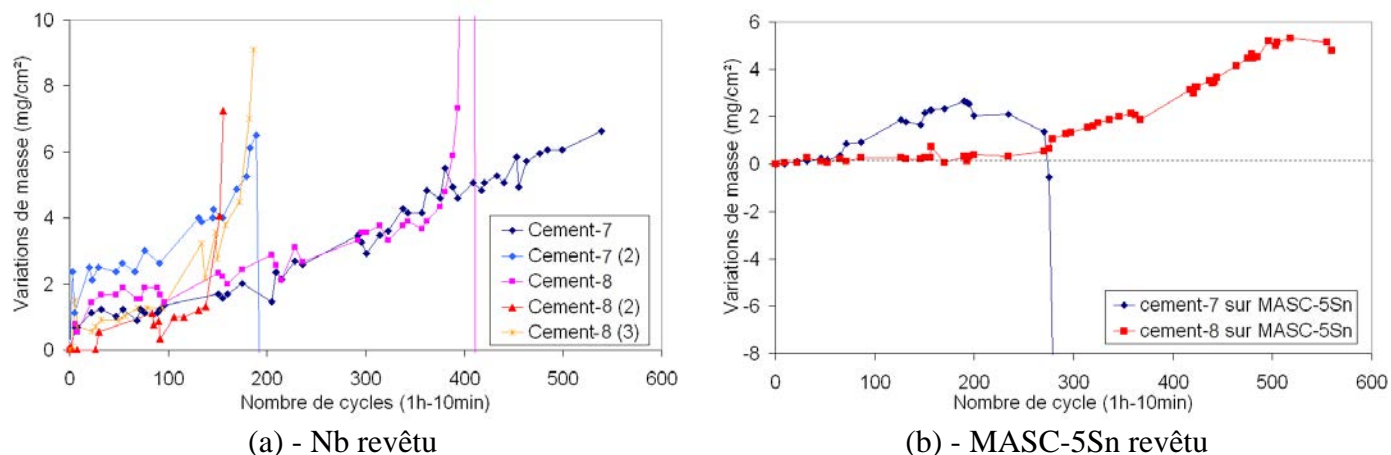 Variations de masse (mg/cm²)
10
8
6
4
2
0
0
100
200
300
400
500
600
Nombre de cycles (1h-10min)
Cement-7
Cement-7 (2)
Cement-8
Cement-8 (2)
Cement-8 (3)
(a) - Nb revêtu
Variations de masse (mg/cm²)
6
4
2
0
-2
-4
-6
-8
0
100
200
300
400
500
600
Nombre de cycle (1h-10min)
cement-7 sur MASC-5Sn
cement-8 sur MASC-5Sn
(b) - MASC-5Sn revêtu